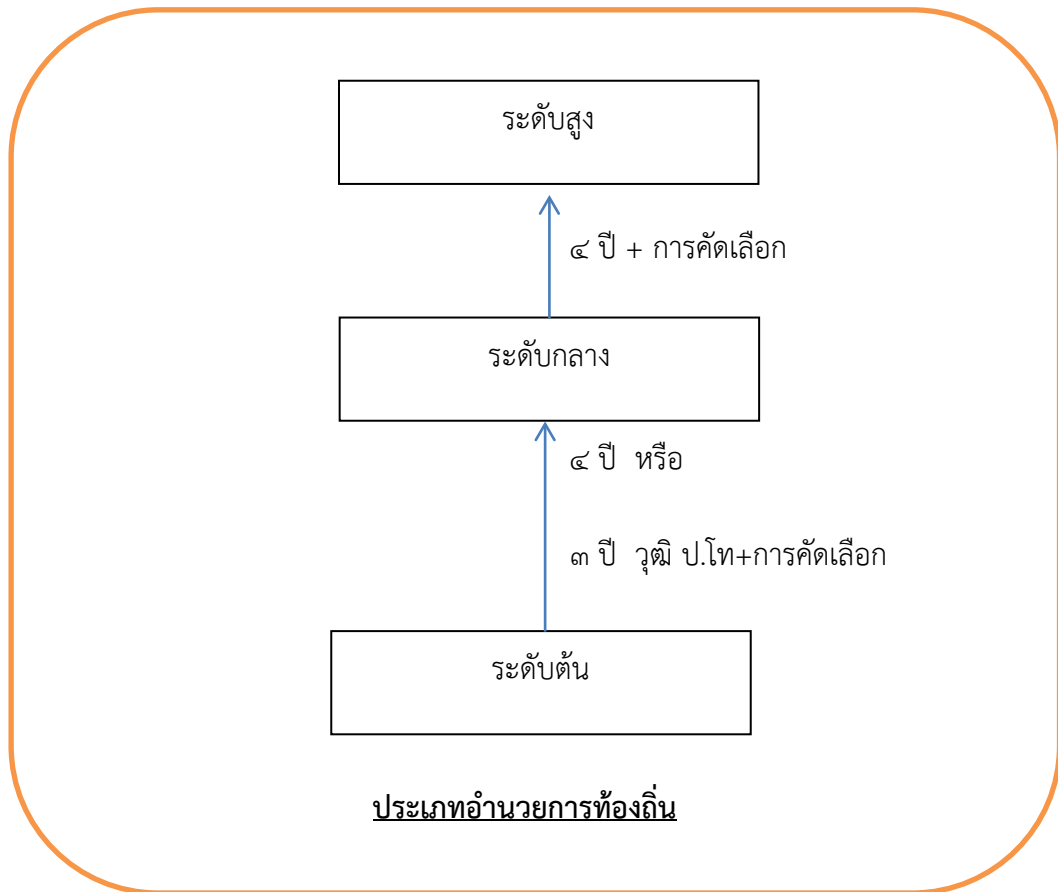 ระดับสูง
๔ ปี + การคัดเลือก
ระดับกลาง
๔ ปี หรือ
๓ ปี วุฒิ ป.โท+การคัดเลือก
ระดับต้น
ประเภทอำนวยการท้องถิ่น